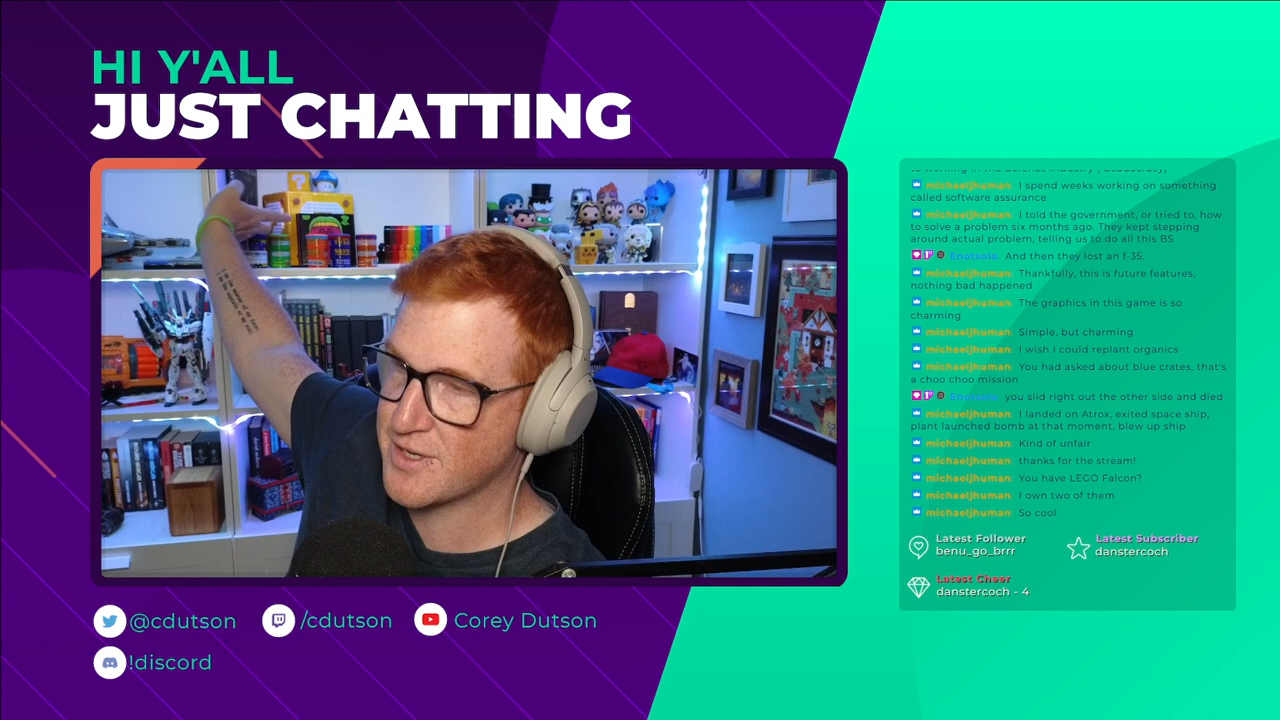 HI Y'ALL
JUST CHATTING
michaeljhuman: I spend weeks working on something
called software assurance
michaeljhuman: I told the government, or tried to, how
to solve a problem six months ago. They kept stepping
around actual problem, telling us to do all this BS
Enotsola: And then they lost an f-35.
michaeljhuman: Thankfully, this is future features,
nothing bad happened
michaeljhuman: The graphics in this game is so
charming
michaeljhuman: Simple, but charming
michaeljhuman: I wish I could replant organics
michaeljhuman: You had asked about blue crates, that's
a choo choo mission
Enotsola: you slid right out the other side and died
michaeljhuman: I landed on Atrox, exited space ship,
plant launched bomb at that moment, blew up ship
michaeljhuman: Kind of unfair
michaeljhuman: thanks for the stream!
michaeljhuman: You have LEGO Falcon?
michaeljhuman: I own two of them
michaeljhuman: So cool
Latest Follower
benu_go_brrr
Latest Subscriber
danstercoch
Latest Cheer
danstercoch - 4
@cdutson
/cdutson
Corey Dutson
!discord